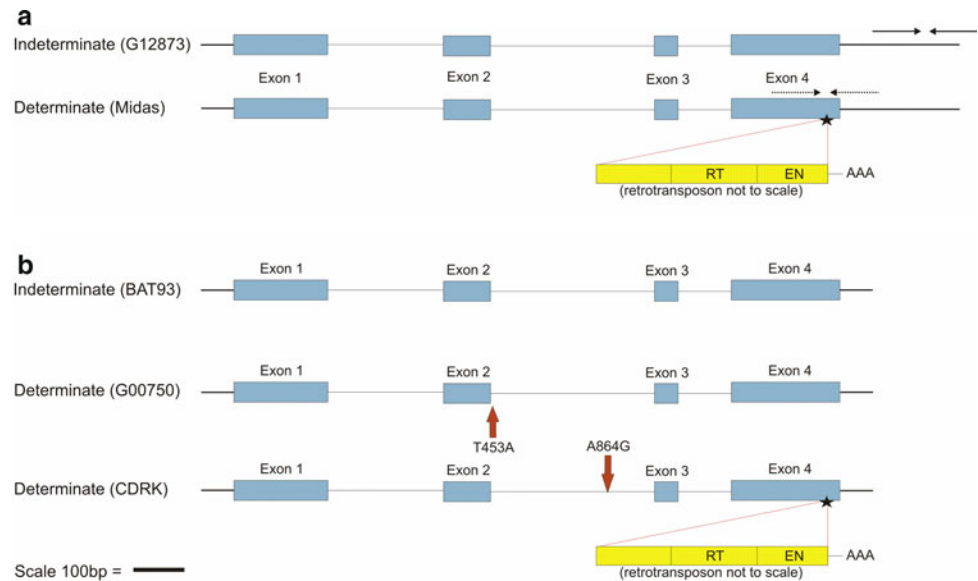 a
Indeterminate (G12873)
Exon 1 Exon 2 Exon 3 Exon 4
Determinate (Midas)
RT EN AAA
(retrotransposon not to scale)
b
Exon 1 Exon 2 Exon 3 Exon 4
Indeterminate (BAT93)
Exon 1 Exon 2 Exon 3 Exon 4
Determinate (G00750)
T453A A864G
Exon 1 Exon 2 Exon 3 Exon 4
Determinate (CDRK)
RT EN AAA
(retrotransposon not to scale)
Scale 100bp =